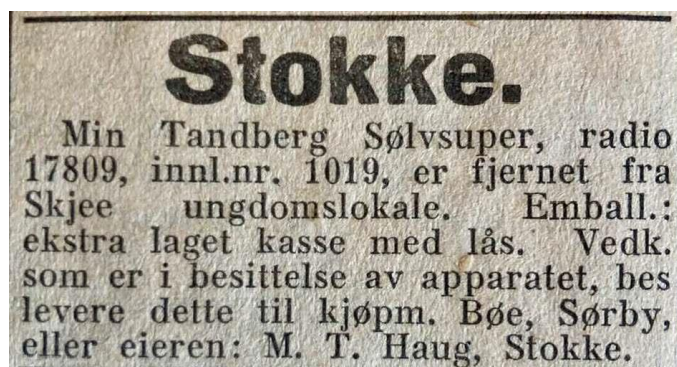 Stokke.
Min Tandberg Sølvsuper, radio
17809, innl.nr. 1019, er fjernet fra
Skjee ungdomslokale. Emball.:
ekstra laget kasse med lås. Vedk.
som er i besittelse av apparatet, bes
levere dette til kjøpm. Bøe, Sørby,
eller eieren: M. T. Haug, Stokke.